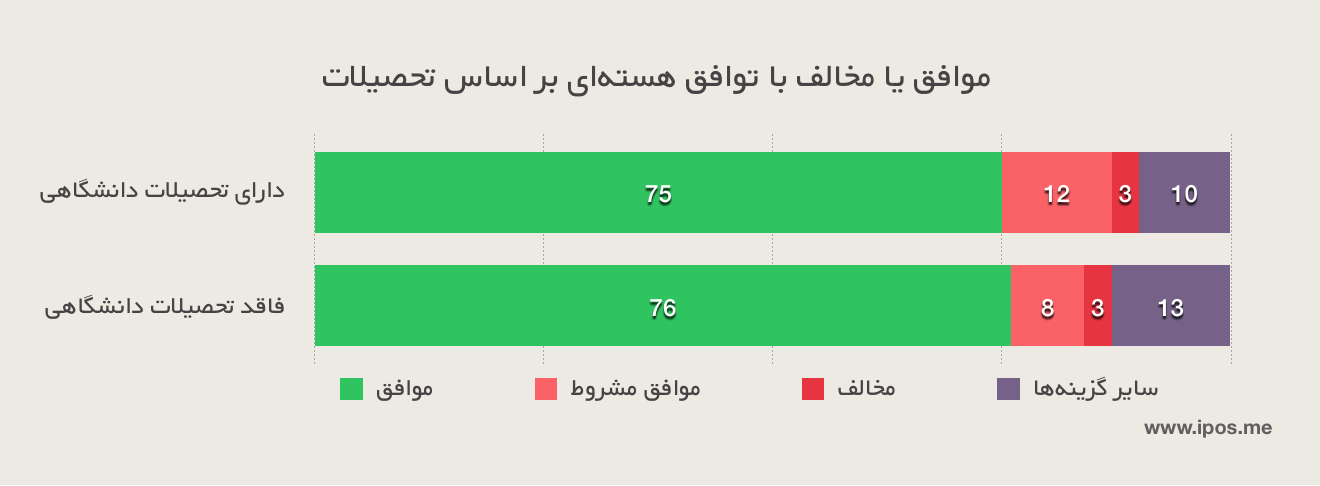 موافق یا مخالف با توافق هسته‌ای بر اساس تحصیلات
دارای تحصیلات دانشگاهی
75 12 3 10
فاقد تحصیلات دانشگاهی
76 8 3 13
موافق موافق مشروط مخالف سایر گزینه‌ها
www.ipos.me